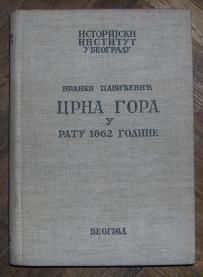 ИСТОРИСКИ
ИНСТИТУТ
У БЕОГРАДУ
БРАНКО ПАВИЋЕВИЋ
ЦРНА ГОРА
У
РАТУ 1862 ГОДИНЕ
БЕОГРАД